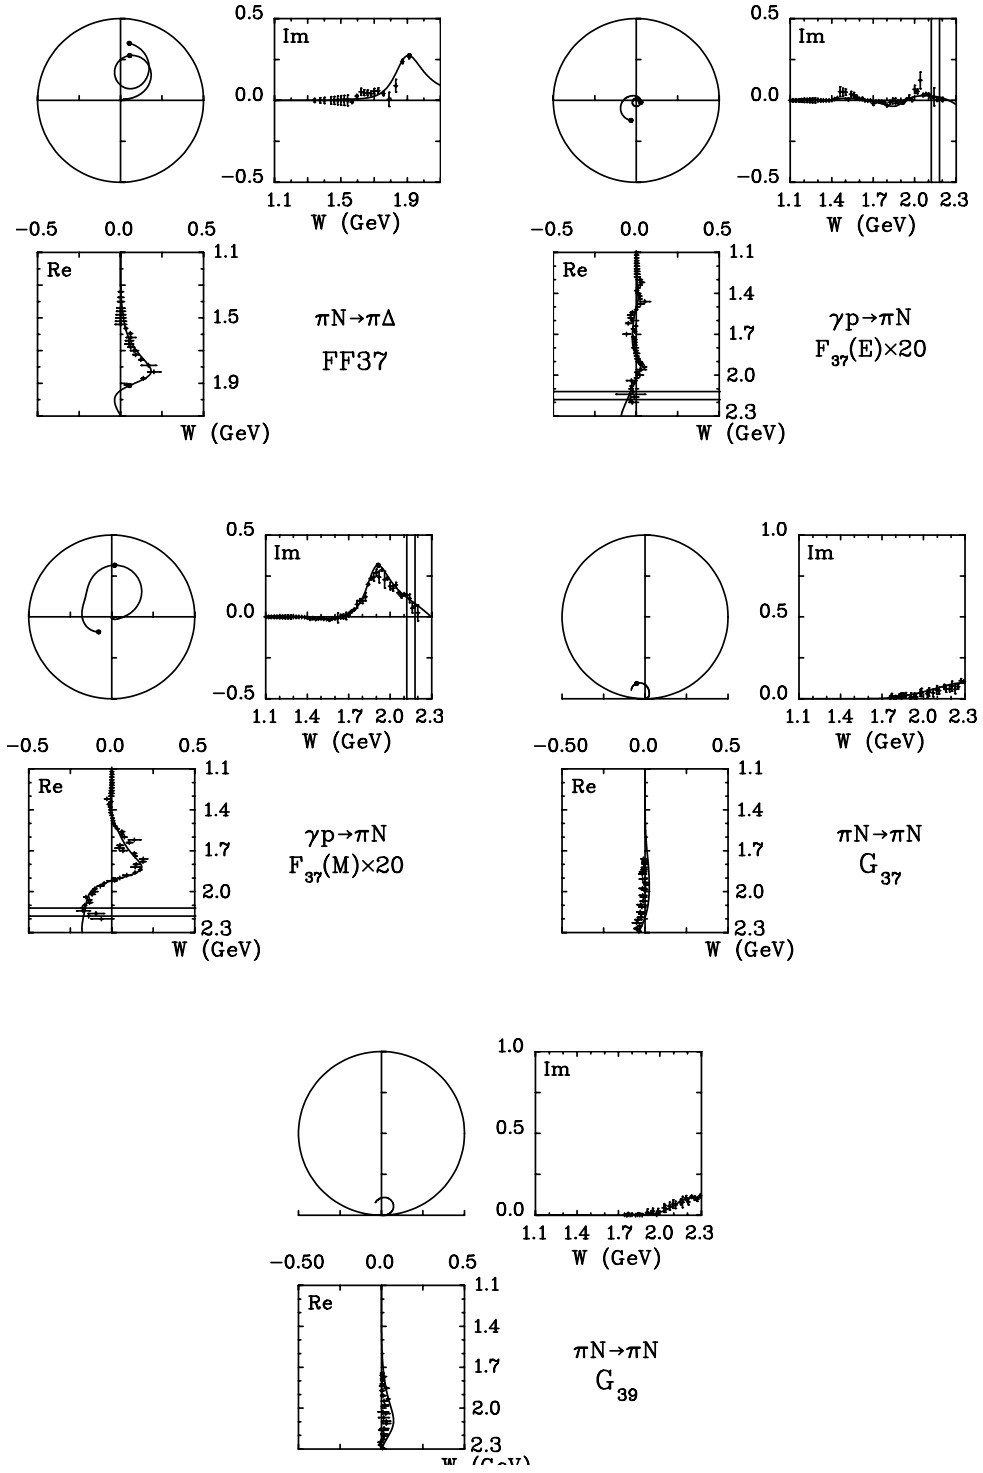 0.5
Im
0.0
−0.5
1.1 1.5 1.9
W (GeV)
−0.5 0.0 0.5
Re
1.1
1.5
1.9
W (GeV)
πN→πΔ
FF37
0.5
Im
0.0
−0.5
1.1 1.4 1.7 2.0 2.3
W (GeV)
−0.5 0.0 0.5
Re
1.1
1.4
1.7
2.0
2.3
W (GeV)
γp→πN
F37(E)×20
0.5
Im
0.0
−0.5
1.1 1.4 1.7 2.0 2.3
W (GeV)
−0.5 0.0 0.5
Re
1.1
1.4
1.7
2.0
2.3
W (GeV)
γp→πN
F37(M)×20
1.0
0.5
0.0
1.1 1.4 1.7 2.0 2.3
W (GeV)
−0.50 0.0 0.5
Re
1.1
1.4
1.7
2.0
2.3
W (GeV)
πN→πN
G37
1.0
Im
0.5
0.0
1.1 1.4 1.7 2.0 2.3
W (GeV)
−0.50 0.0 0.5
Re
1.1
1.4
1.7
2.0
2.3
W (GeV)
πN→πN
G39